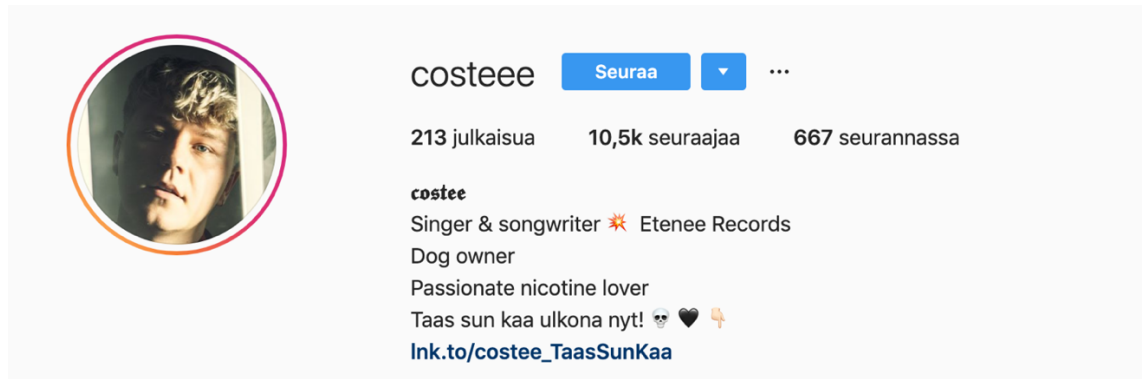 costeee Seuraa
213 julkaisua 10,5k seuraajaa 667 seurannassa
𝖈𝖔𝖘𝖙𝖊𝖊
Singer & songwriter 💥 Etenee Records
Dog owner
Passionate nicotine lover
Taas sun kaa ulkona nyt! 💀 🖤 👇🏻
lnk.to/costee_TaasSunKaa